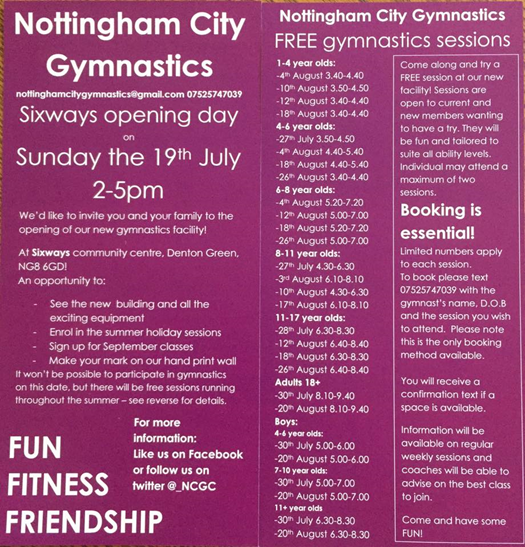 Nottingham City
Gymnastics
nottinghamcitygymnastics@gmail.com 07525747039
Sixways opening day
on
Sunday the 19th July
2-5pm
We'd like to invite you and your family to the
opening of our new gymnastics facility!
At Sixways community centre, Denton Green,
NG8 6GD!
An opportunity to:
- See the new building and all the
exciting equipment
- Enrol in the summer holiday sessions
- Sign up for September classes
- Make your mark on our hand print wall
It won't be possible to participate in gymnastics
on this date, but there will be free sessions running
throughout the summer – see reverse for details.
FUN
FITNESS
FRIENDSHIP
For more
information:
Like us on Facebook
or follow us on
twitter @_NCGC
Nottingham City Gymnastics
FREE gymnastics sessions
1-4 year olds:
-4th August 3.40-4.40
-10th August 3.50-4.50
-12th August 3.40-4.40
-18th August 3.40-4.40
4-6 year olds:
-27th July 3.50-4.50
-4th August 4.40-5.40
-18th August 4.40-5.40
-26th August 3.40-4.40
6-8 year olds:
-4th August 5.20-7.20
-12th August 5.00-7.00
-18th August 5.20-7.20
-26th August 5.00-7.00
8-11 year olds:
-27th July 4.30-6.30
-3rd August 6.10-8.10
-10th August 4.30-6.30
-17th August 6.10-8.10
11-17 year olds:
-28th July 6.30-8.30
-12th August 6.40-8.40
-18th August 6.30-8.30
-26th August 6.40-8.40
Adults 18+
-30th July 8.10-9.40
-20th August 8.10-9.40
Boys:
4-6 year olds:
-30th July 5.00-6.00
-20th August 5.00-6.00
7-10 year olds:
-30th July 5.00-7.00
-20th August 5.00-7.00
11+ year olds
-30th July 6.30-8.30
-20th August 6.30-8.30
Come along and try a
FREE session at our new
facility! Sessions are
open to current and
new members wanting
to have a try. They will
be fun and tailored to
suite all ability levels.
Individual may attend a
maximum of two
sessions.
Booking is
essential!
Limited numbers apply
to each session.
To book please text
07525747039 with the
gymnast's name, D.O.B
and the session you wish
to attend. Please note
this is the only booking
method available.
You will receive a
confirmation text if a
space is available.
Information will be
available on regular
weekly sessions and
coaches will be able to
advise on the best class
to join.
Come and have some
FUN!